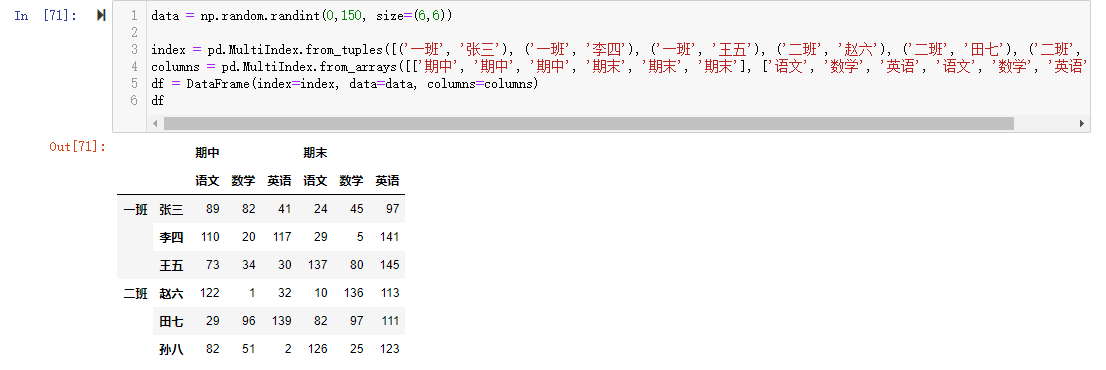 In [71]:
1 data = np.random.randint(0,150, size=(6,6))
2
3 index = pd.MultiIndex.from_tuples([('一班', '张三'), ('一班', '李四'), ('一班', '王五'), ('二班', '赵六'), ('二班', '田七'), ('二班',
4 columns = pd.MultiIndex.from_arrays([['期中', '期中', '期中', '期末', '期末', '期末'], ['语文', '数学', '英语', '语文', '数学', '英语'
5 df = DataFrame(index=index, data=data, columns=columns)
6 df
Out[71]:
期中 期末
语文 数学 英语 语文 数学 英语
一班 张三 89 82 41 24 45 97
李四 110 20 117 29 5 141
王五 73 34 30 137 80 145
二班 赵六 122 1 32 10 136 113
田七 29 96 139 82 97 111
孙八 82 51 2 126 25 123